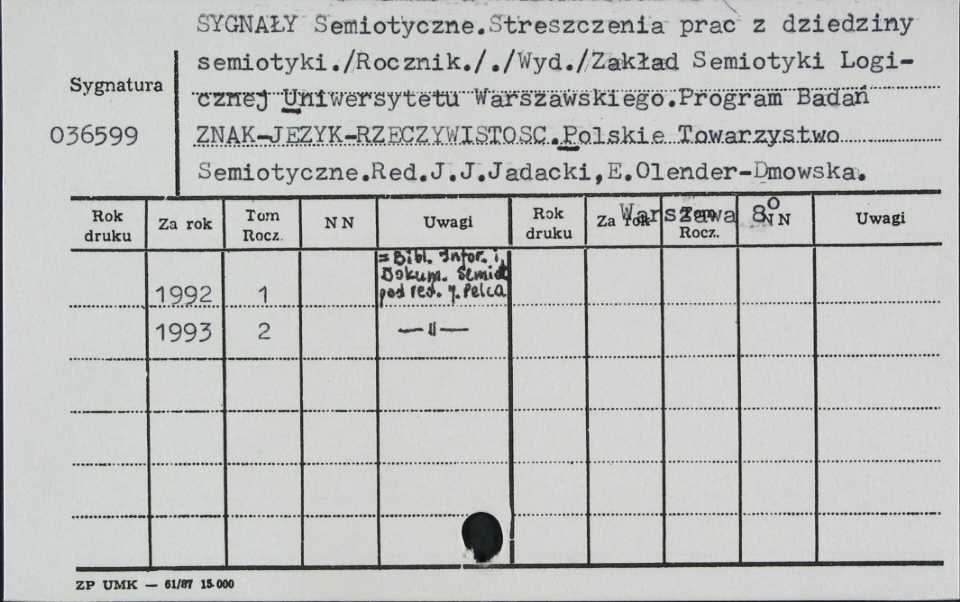 SYGNAŁY Semiotyczne.Streszczenia prac z dziedziny
semiotyki./Rocznik././Wyd./Zakład Semiotyki Logi-
Sygnatura
cznej Uniwersytetu Warszawskiego.Program Badań
036599
ZNAK-JEZYK-RZECZYWISTOSC.Polskie Towarzystwo
Semiotyczne.Red.J.J.Jadacki,E.Olender-Dmowska.
Warszawa 8°
Rok druku Za rok Tom Rocz. NN Uwagi Rok druku Za rok Tom Rocz. NN Uwagi
=Bibl. Infor. i
Dokum. Semiot
pod red. J. Pelca
1992 1
1993 2 —11—
ZP UMK — 61/87 15.000